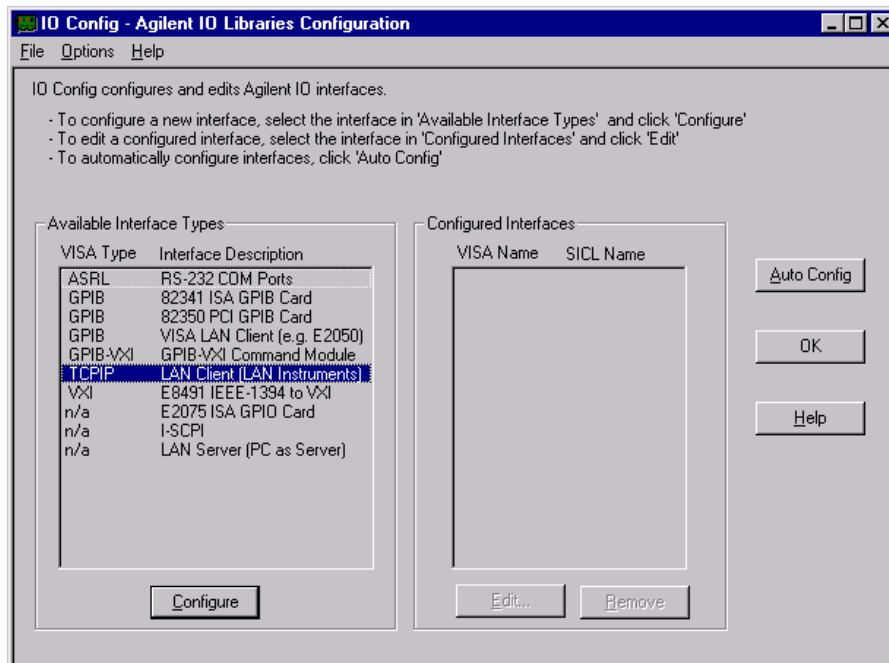 IO Config - Agilent IO Libraries Configuration
File Options Help
IO Config configures and edits Agilent IO interfaces.
- To configure a new interface, select the interface in 'Available Interface Types' and click 'Configure'
- To edit a configured interface, select the interface in 'Configured Interfaces' and click 'Edit'
- To automatically configure interfaces, click 'Auto Config'
Available Interface Types
VISA Type Interface Description
ASRL RS-232 COM Ports
GPIB 82341 ISA GPIB Card
GPIB 82350 PCI GPIB Card
GPIB VISA LAN Client (e.g. E2050)
GPIB-VXI GPIB-VXI Command Module
TCPIP LAN Client (LAN Instruments)
VXI E8491 IEEE-1394 to VXI
n/a E2075 ISA GPIO Card
n/a I-SCPI
n/a LAN Server (PC as Server)
Configure
Configured Interfaces
VISA Name SICL Name
Edit...
Remove
Auto Config
OK
Help